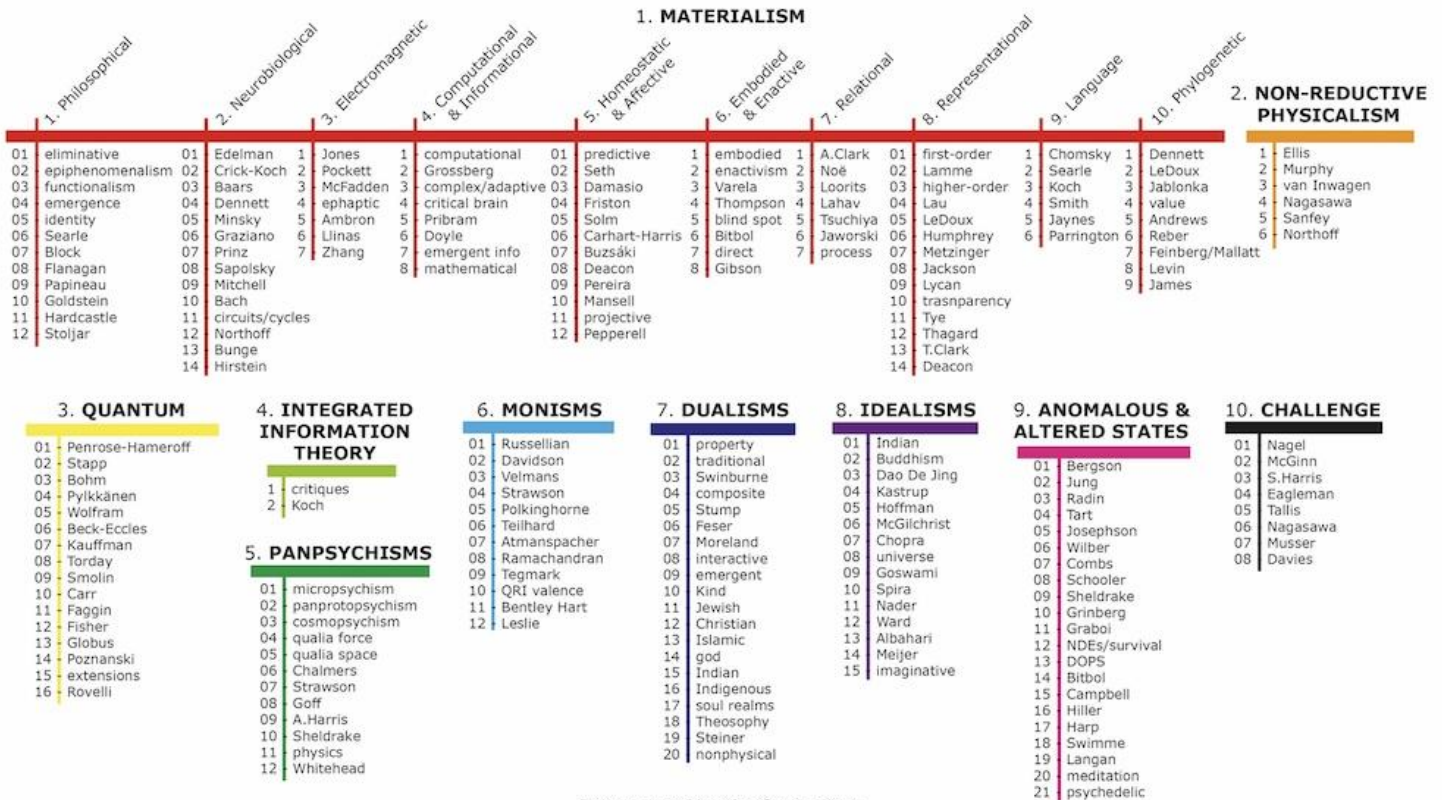 1. MATERIALISM
1. Philosophical
01 eliminative
02 epiphenomenalism
03 functionalism
04 emergence
05 identity
06 Searle
07 Block
08 Flanagan
09 Papineau
10 Goldstein
11 Hardcastle
12 Stoljar
2. Neurobiological
01 Edelman
02 Crick-Koch
03 Baars
04 Dennett
05 Minsky
06 Graziano
07 Prinz
08 Sapolsky
09 Mitchell
10 Bach
11 circuits/cycles
12 Northoff
13 Bunge
14 Hirstein
3. Electromagnetic
1 Jones
2 Pockett
3 McFadden
4 ephaptic
5 Ambron
6 Llinas
7 Zhang
4. Computational
& Informational
1 computational
2 Grossberg
3 complex/adaptive
4 critical brain
5 Pribram
6 Doyle
7 emergent info
8 mathematical
5. Homeostatic
& Affective
01 predictive
02 Seth
03 Damasio
04 Friston
05 Solm
06 Carhart-Harris
07 Buzsáki
08 Deacon
09 Pereira
10 Mansell
11 projective
12 Pepperell
6. Embodied
& Enactive
1 embodied
2 enactivism
3 Varela
4 Thompson
5 blind spot
6 Bitbol
7 direct
8 Gibson
7. Relational
1 A.Clark
2 Noë
3 Loorits
4 Lahav
5 Tsuchiya
6 Jaworski
7 process
8. Representational
01 first-order
02 Lamme
03 higher-order
04 Lau
05 LeDoux
06 Humphrey
07 Metzinger
08 Jackson
09 Lycan
10 trasnparency
11 Tye
12 Thagard
13 T.Clark
14 Deacon
9. Language
1 Chomsky
2 Searle
3 Koch
4 Smith
5 Jaynes
6 Parrington
10. Phylogenetic
1 Dennett
2 LeDoux
3 Jablonka
4 value
5 Andrews
6 Reber
7 Feinberg/Mallatt
8 Levin
9 James
2. NON-REDUCTIVE
PHYSICALISM
1 Ellis
2 Murphy
3 van Inwagen
4 Nagasawa
5 Sanfey
6 Northoff
3. QUANTUM
01 Penrose-Hameroff
02 Stapp
03 Bohm
04 Pylkkänen
05 Wolfram
06 Beck-Eccles
07 Kauffman
08 Torday
09 Smolin
10 Carr
11 Faggin
12 Fisher
13 Globus
14 Poznanski
15 extensions
16 Rovelli
4. INTEGRATED
INFORMATION
THEORY
1 critiques
2 Koch
5. PANPSYCHISMS
01 micropsychism
02 panprotopsychism
03 cosmopsychism
04 qualia force
05 qualia space
06 Chalmers
07 Strawson
08 Goff
09 A.Harris
10 Sheldrake
11 physics
12 Whitehead
6. MONISMS
01 Russellian
02 Davidson
03 Velmans
04 Strawson
05 Polkinghorne
06 Teilhard
07 Atmanspacher
08 Ramachandran
09 Tegmark
10 QRI valence
11 Bentley Hart
12 Leslie
7. DUALISMS
01 property
02 traditional
03 Swinburne
04 composite
05 Stump
06 Feser
07 Moreland
08 interactive
09 emergent
10 Kind
11 Jewish
12 Christian
13 Islamic
14 god
15 Indian
16 Indigenous
17 soul realms
18 Theosophy
19 Steiner
20 nonphysical
8. IDEALISMS
01 Indian
02 Buddhism
03 Dao De Jing
04 Kastrup
05 Hoffman
06 McGilchrist
07 Chopra
08 universe
09 Goswami
10 Spira
11 Nader
12 Ward
13 Albahari
14 Meijer
15 imaginative
9. ANOMALOUS &
ALTERED STATES
01 Bergson
02 Jung
03 Radin
04 Tart
05 Josephson
06 Wilber
07 Combs
08 Schooler
09 Sheldrake
10 Grinberg
11 Graboi
12 NDEs/survival
13 DOPS
14 Bitbol
15 Campbell
16 Hiller
17 Harp
18 Swimme
19 Langan
20 meditation
21 psychedelic
10. CHALLENGE
01 Nagel
02 McGinn
03 S.Harris
04 Eagleman
05 Tallis
06 Nagasawa
07 Musser
08 Davies